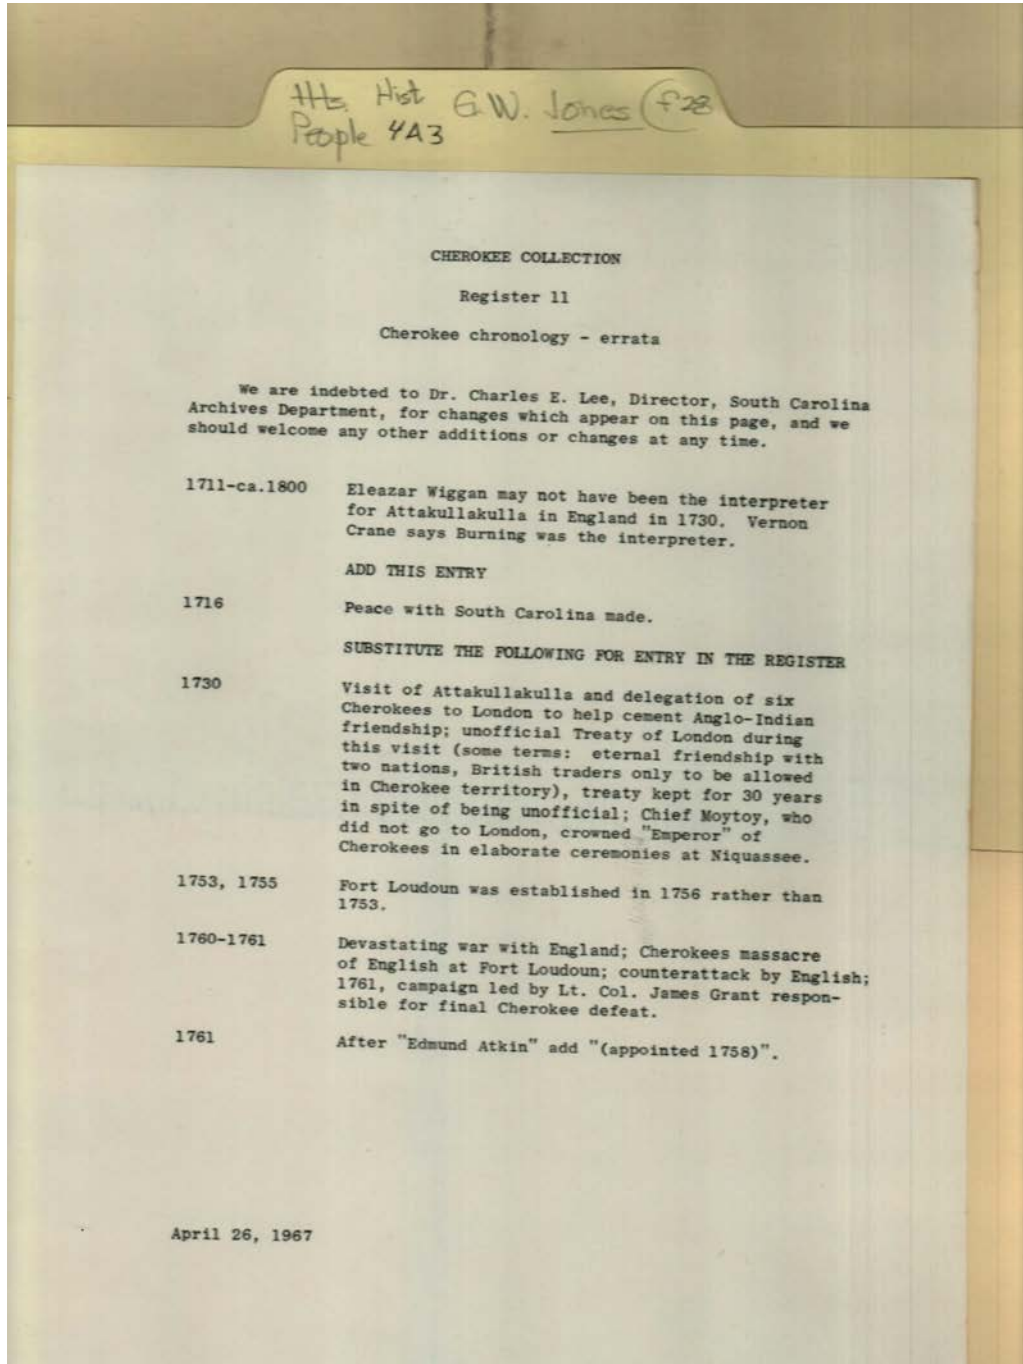 Hts. Hist G.W. Jones (f28
People 4A3
CHEROKEE COLLECTION
Register 11
Cherokee chronology - errata
We are indebted to Dr. Charles E. Lee, Director, South Carolina
Archives Department, for changes which appear on this page, and we
should welcome any other additions or changes at any time.
1711-ca.1800 Eleazar Wiggan may not have been the interpreter
for Attakullakulla in England in 1730. Vernon
Crane says Burning was the interpreter.
ADD THIS ENTRY
1716 Peace with South Carolina made.
SUBSTITUTE THE FOLLOWING FOR ENTRY IN THE REGISTER
1730 Visit of Attakullakulla and delegation of six
Cherokees to London to help cement Anglo-Indian
friendship; unofficial Treaty of London during
this visit (some terms: eternal friendship with
two nations, British traders only to be allowed
in Cherokee territory), treaty kept for 30 years
in spite of being unofficial; Chief Moytoy, who
did not go to London, crowned "Emperor" of
Cherokees in elaborate ceremonies at Niquassee.
1753, 1755 Fort Loudoun was established in 1756 rather than
1753.
1760-1761 Devastating war with England; Cherokees massacre
of English at Fort Loudoun; counterattack by English;
1761, campaign led by Lt. Col. James Grant respon-
sible for final Cherokee defeat.
1761 After "Edmund Atkin" add "(appointed 1758)".
April 26, 1967